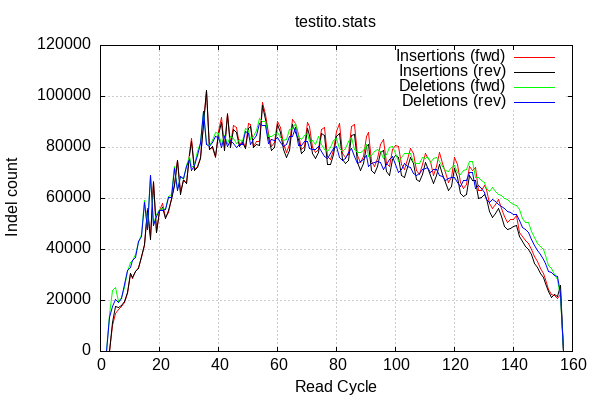 testito.stats
Indel count
120000
100000
80000
60000
40000
20000
0
Insertions (fwd)
Insertions (rev)
Deletions (fwd)
Deletions (rev)
0 20 40 60 80 100 120 140 160
Read Cycle